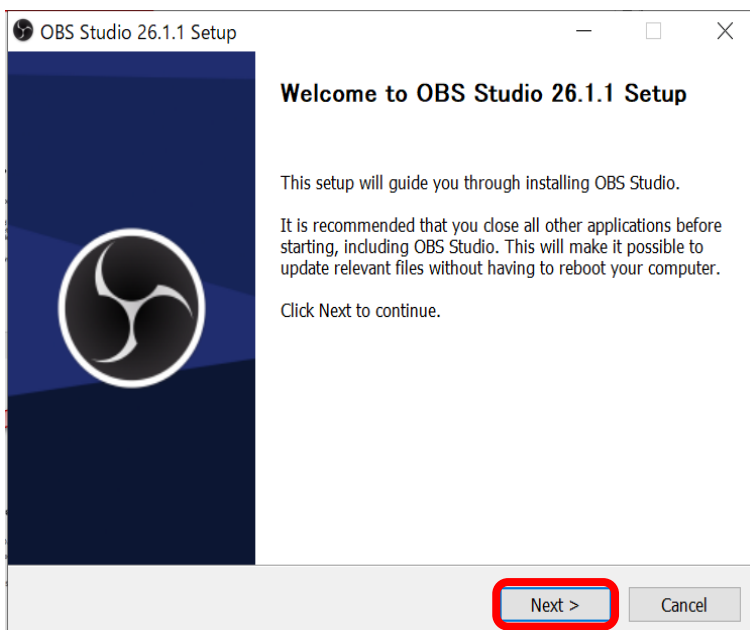 OBS Studio 26.1.1 Setup
Welcome to OBS Studio 26.1.1 Setup
This setup will guide you through installing OBS Studio.
It is recommended that you close all other applications before
starting, including OBS Studio. This will make it possible to
update relevant files without having to reboot your computer.
Click Next to continue.
Next >
Cancel